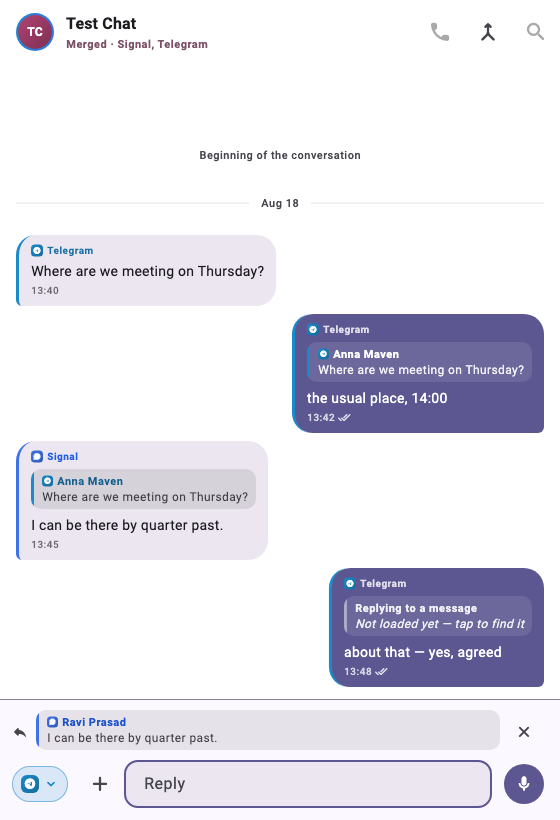 TC
Test Chat
Merged · Signal, Telegram
Beginning of the conversation
Aug 18
Telegram
Where are we meeting on Thursday?
13:40
Telegram
Anna Maven
Where are we meeting on Thursday?
the usual place, 14:00
13:42
Signal
Anna Maven
Where are we meeting on Thursday?
I can be there by quarter past.
13:45
Telegram
Replying to a message
Not loaded yet — tap to find it
about that — yes, agreed
13:48
Ravi Prasad
I can be there by quarter past.
Reply